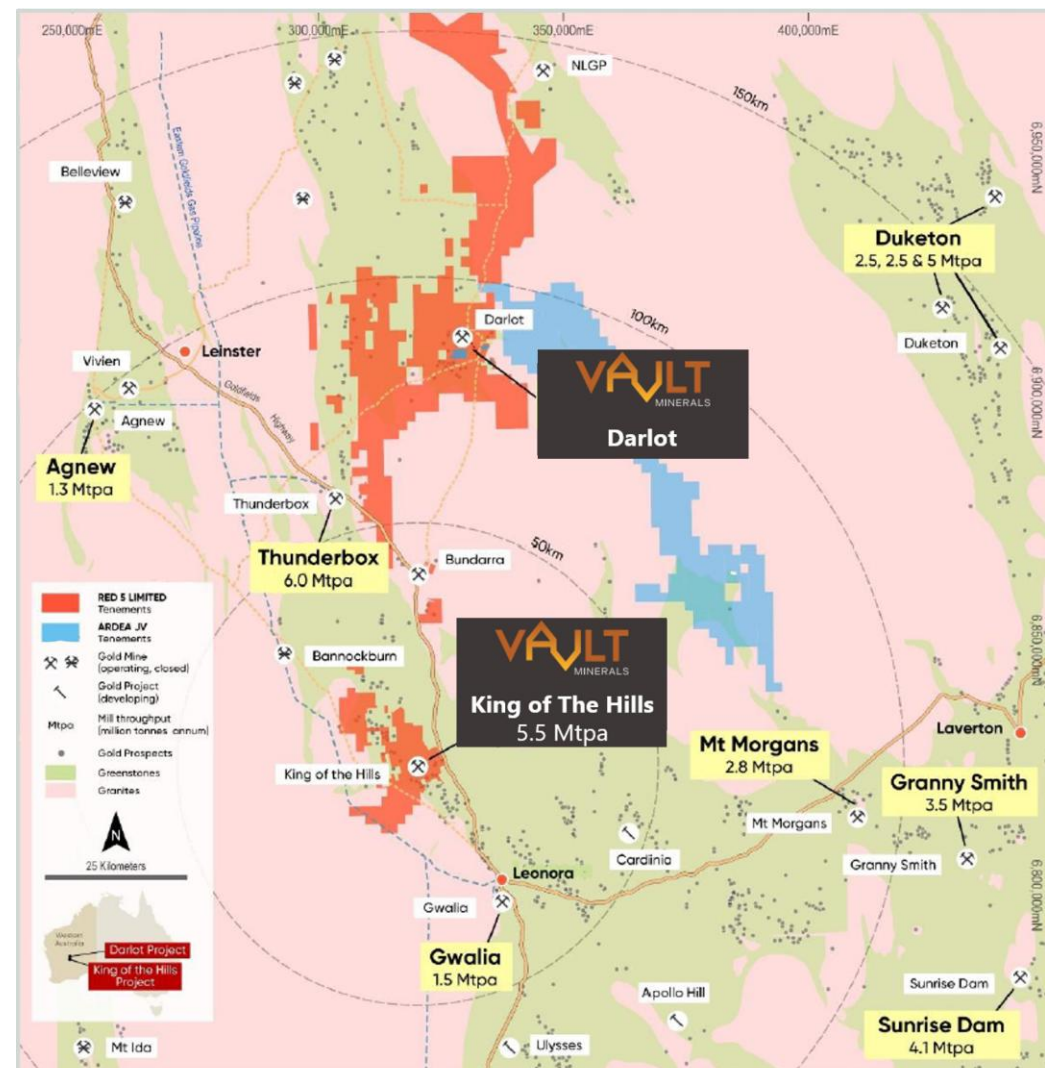 250,000mE
300,000mE
345,000mE
400,000mE
NLGP
150km
6,950,000mN
Belleview
Eastern Goldfields Gas Pipeline
Duketon
2.5, 2.5 & 5 Mtpa
Darlot
100km
Duketon
Leinster
Vivien
Goldfields
Highway
VAULT
MINERALS
Darlot
6,900,000mN
Agnew
Agnew
1.3 Mtpa
Thunderbox
Thunderbox
6.0 Mtpa
50km
Bundarra
RED 5 LIMITED
Tenements
ARDEA JV
Tenements
Gold Mine
(operating, closed)
Gold Project
(developing)
Mtpa
Mill throughput
(million tonnes annum)
Gold Prospects
Greenstones
Granites
N
25 Kilometers
Western
Australia
Darlot Project
King of the Hills
Project
Bannockburn
VAULT
MINERALS
King of The Hills
5.5 Mtpa
6,850,000mN
Laverton
King of the Hills
Mt Morgans
2.8 Mtpa
Granny Smith
3.5 Mtpa
Mt Morgans
Cardinia
Granny Smith
Leonora
6,800,000mN
Gwalia
Gwalia
1.5 Mtpa
Sunrise Dam
Apollo Hill
Sunrise Dam
4.1 Mtpa
Mt Ida
Ulysses